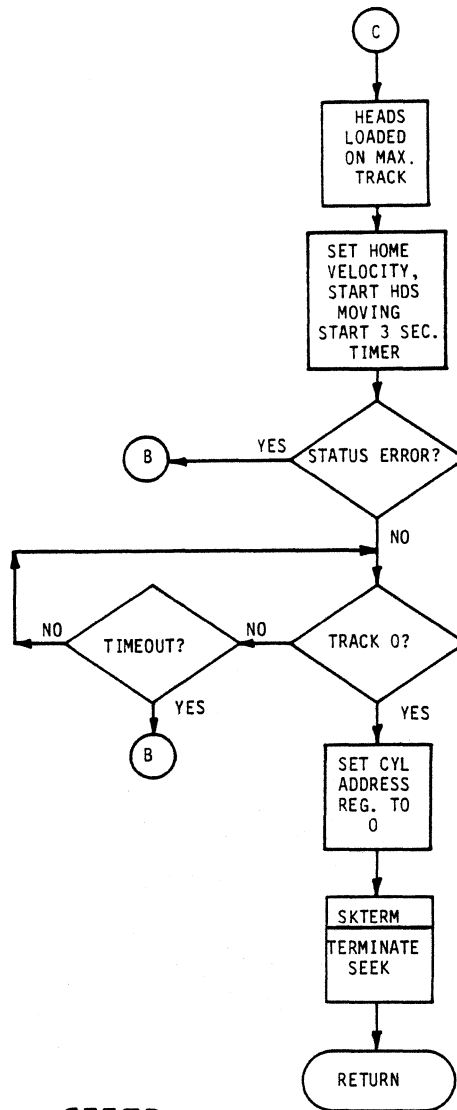 C
HEADS
LOADED
ON MAX.
TRACK
SET HOME
VELOCITY,
START HDS
MOVING
START 3 SEC.
TIMER
STATUS ERROR?
YES
B
NO
TRACK 0?
NO
TIMEOUT?
NO
YES
B
YES
SET CYL
ADDRESS
REG. TO
0
SKTERM
TERMINATE
SEEK
RETURN